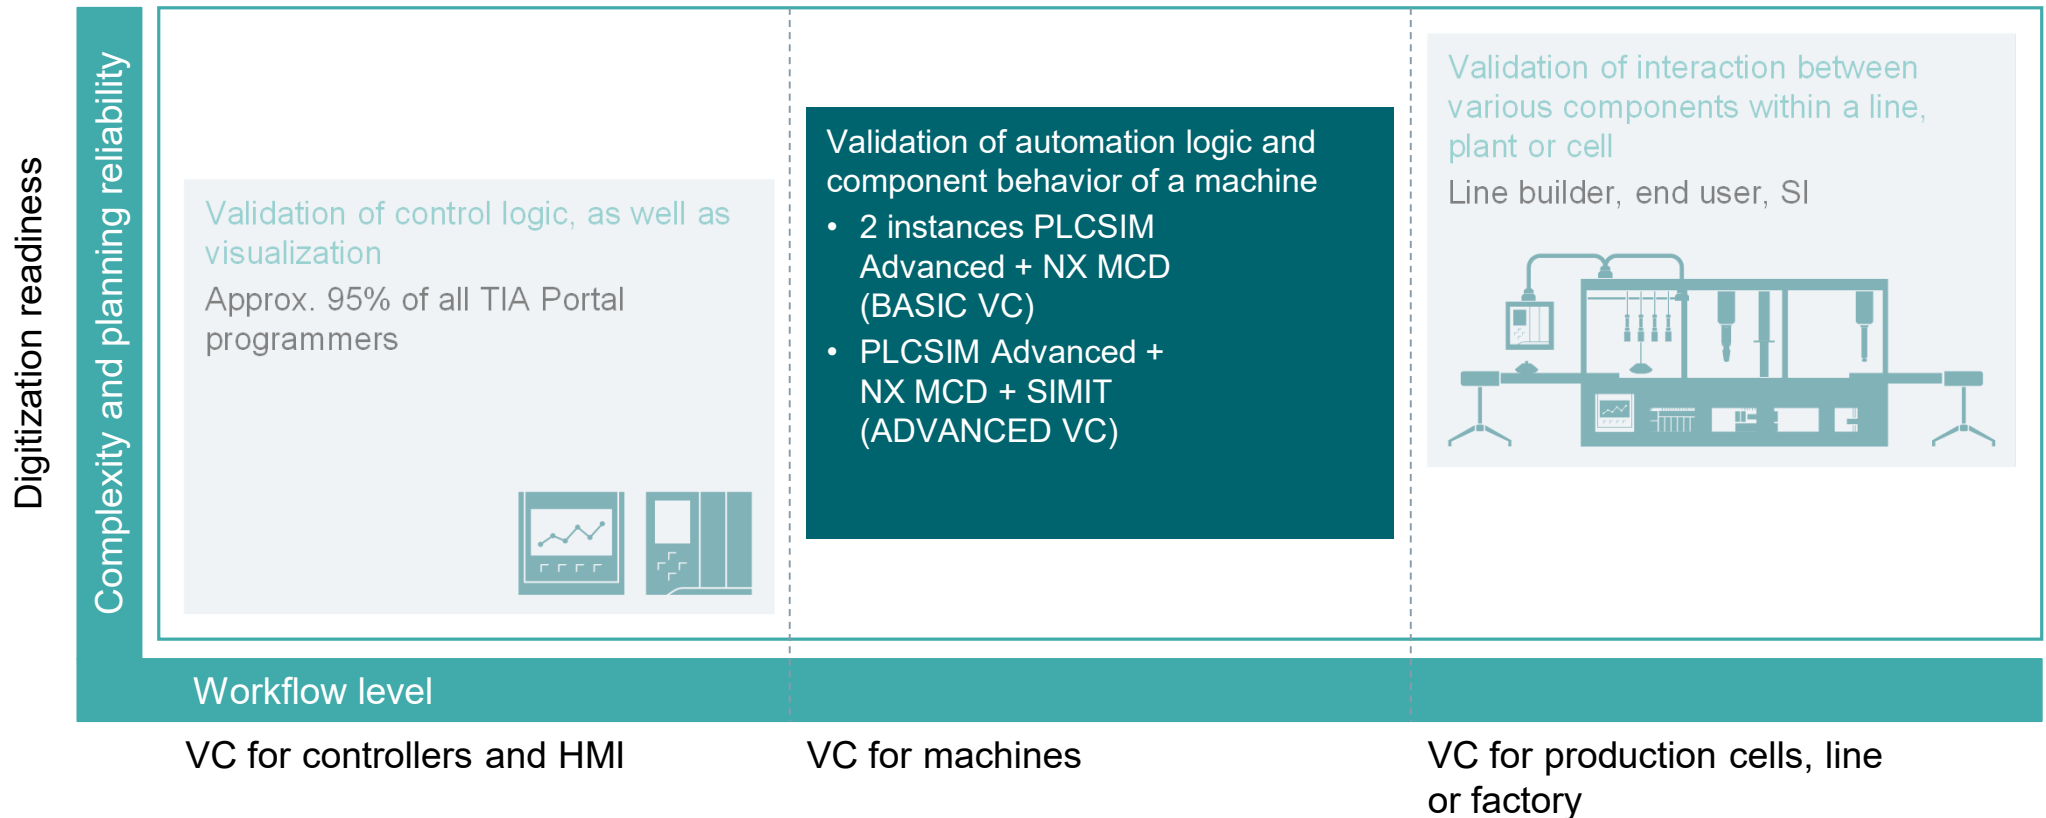 Digitization readiness
Complexity and planning reliability
Validation of control logic, as well as
visualization
Approx. 95% of all TIA Portal
programmers
Validation of automation logic and
component behavior of a machine
• 2 instances PLCSIM
Advanced + NX MCD
(BASIC VC)
• PLCSIM Advanced +
NX MCD + SIMIT
(ADVANCED VC)
Validation of interaction between
various components within a line,
plant or cell
Line builder, end user, SI
Workflow level
VC for controllers and HMI
VC for machines
VC for production cells, line
or factory